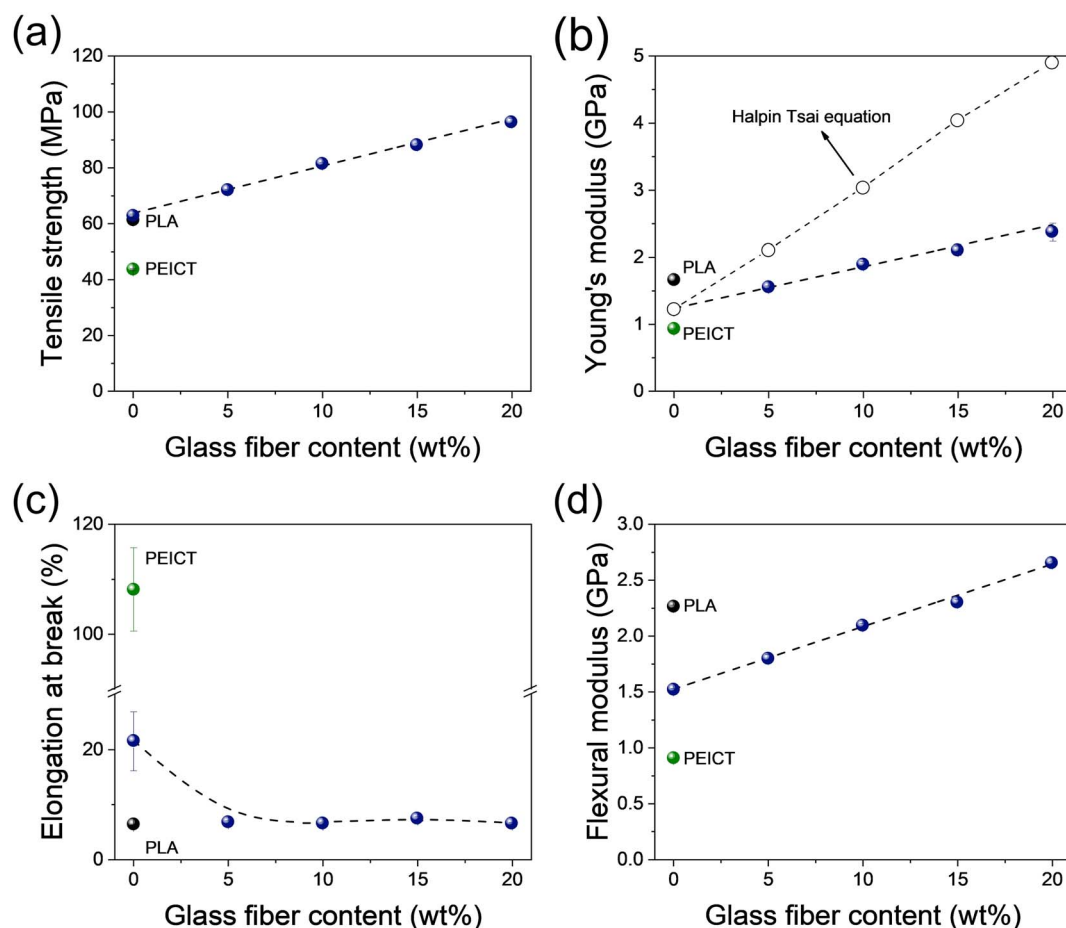 (a)
120
100
80
60
40
20
0
Tensile strength (MPa)
PLA
PEICT
0 5 10 15 20
Glass fiber content (wt%)
(b)
5
4
3
2
1
0
Young's modulus (GPa)
Halpin Tsai equation
PLA
PEICT
0 5 10 15 20
Glass fiber content (wt%)
(c)
120
100
20
0
Elongation at break (%)
PEICT
PLA
0 5 10 15 20
Glass fiber content (wt%)
(d)
3.0
2.5
2.0
1.5
1.0
0.5
0.0
Flexural modulus (GPa)
PLA
PEICT
0 5 10 15 20
Glass fiber content (wt%)